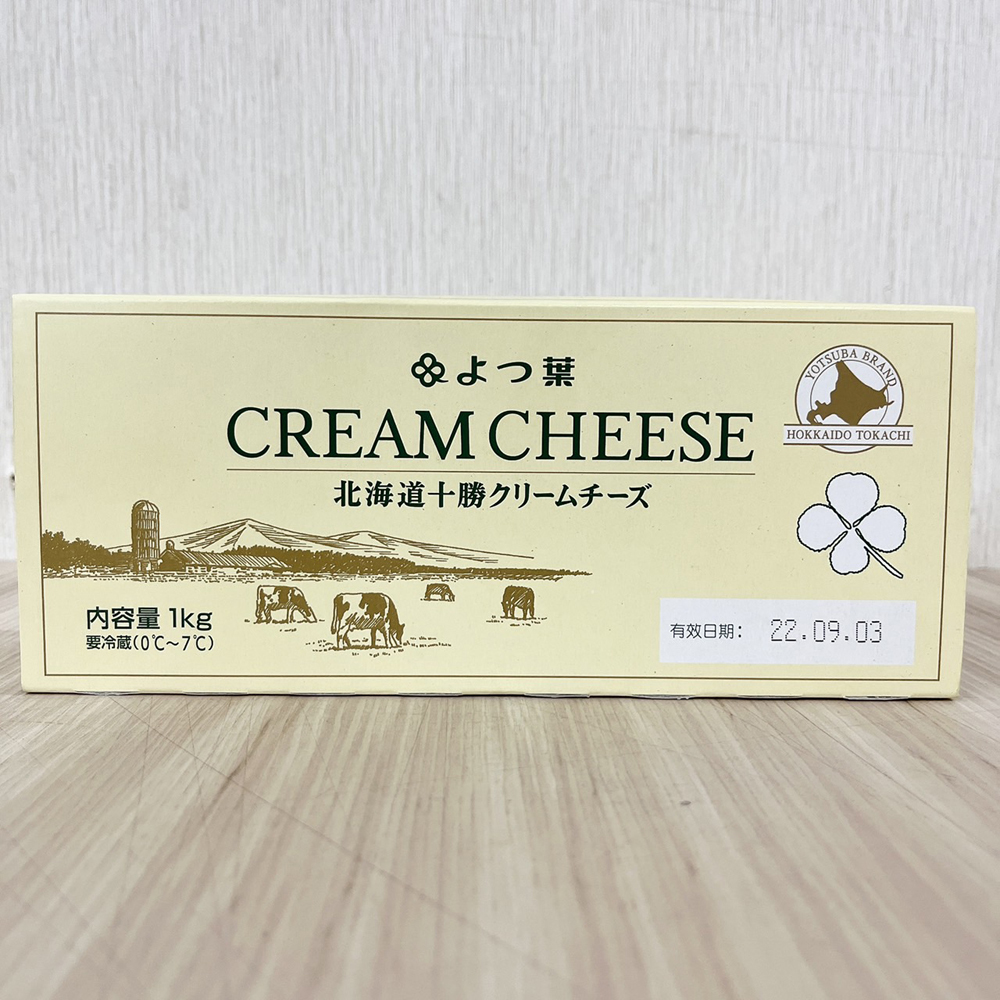 よつ葉
CREAM CHEESE
北海道十勝クリームチーズ
YOTSUBA BRAND
HOKKAIDO TOKACHI
内容量 1kg
要冷蔵(0℃~7℃)
有效日期: 22.09.03